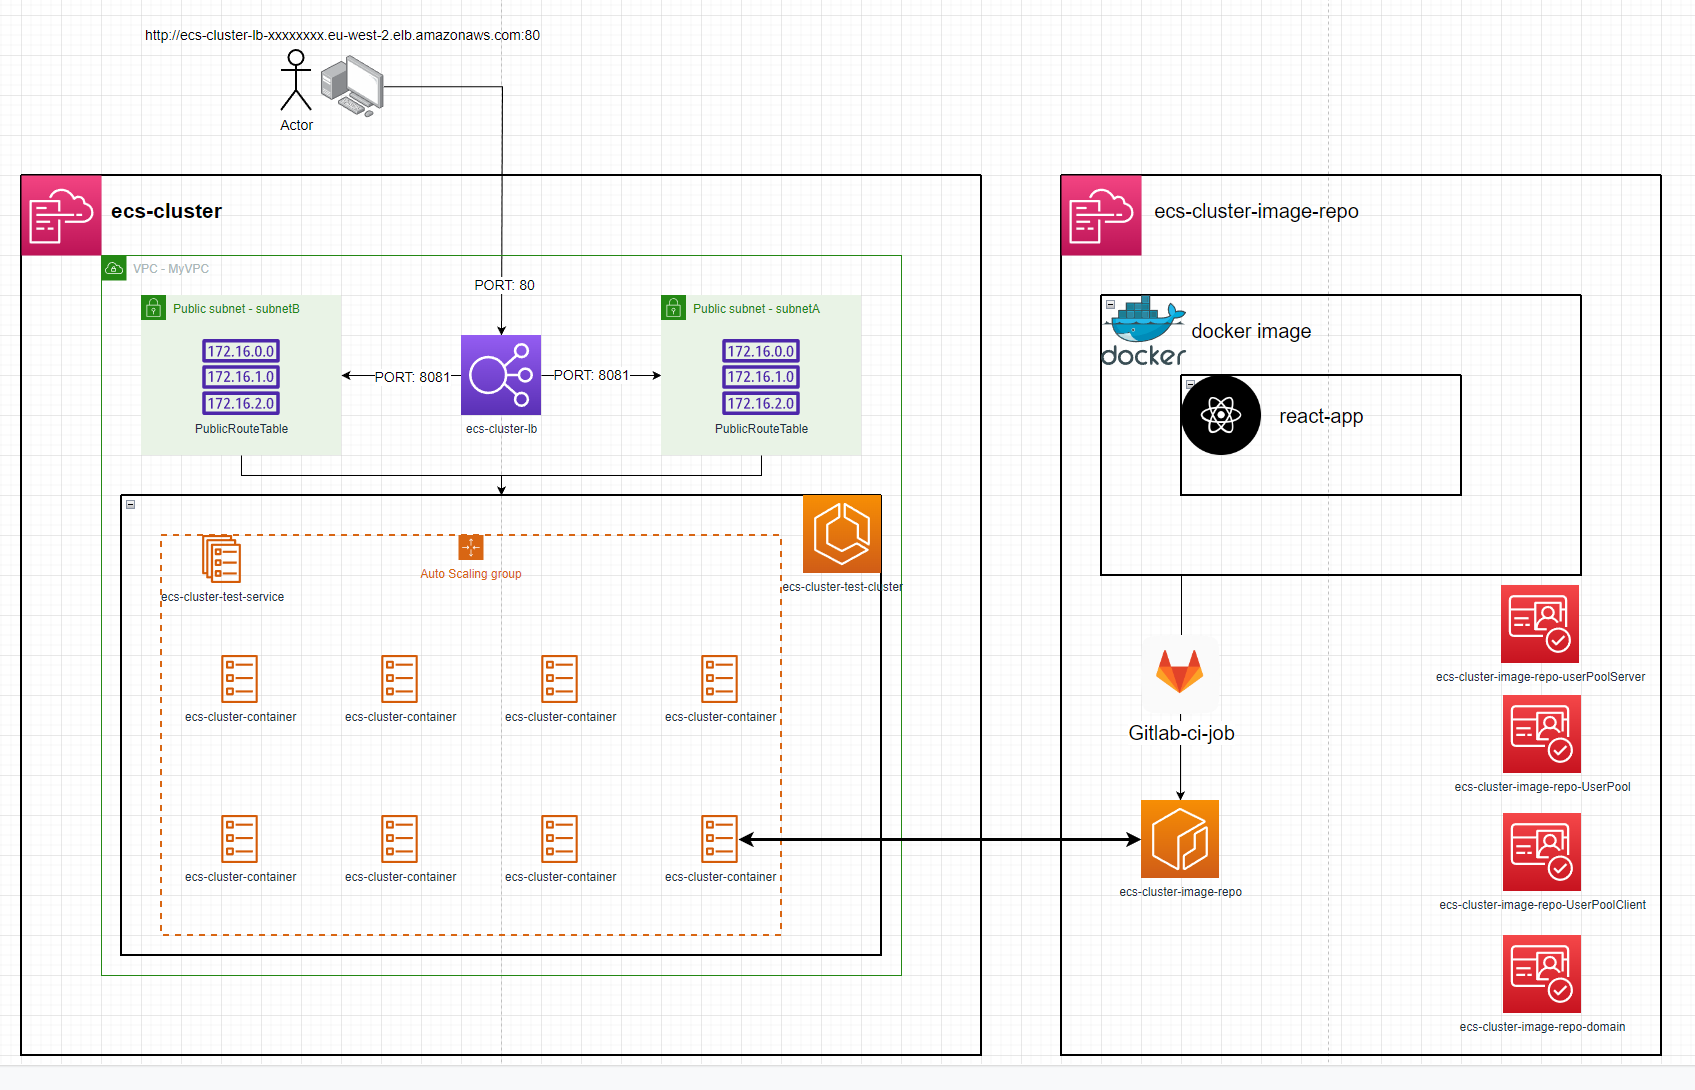 http://ecs-cluster-lb-xxxxxxxx.eu-west-2.elb.amazonaws.com:80
Actor
ecs-cluster
VPC - MyVPC
PORT: 80
Public subnet - subnetB
172.16.0.0
172.16.1.0
172.16.2.0
PublicRouteTable
PORT: 8081
ecs-cluster-lb
PORT: 8081
Public subnet - subnetA
172.16.0.0
172.16.1.0
172.16.2.0
PublicRouteTable
ecs-cluster-test-service
Auto Scaling group
ecs-cluster-test-cluster
ecs-cluster-container
ecs-cluster-container
ecs-cluster-container
ecs-cluster-container
ecs-cluster-container
ecs-cluster-container
ecs-cluster-container
ecs-cluster-container
ecs-cluster-image-repo
docker
docker image
react-app
Gitlab-ci-job
ecs-cluster-image-repo
ecs-cluster-image-repo-userPoolServer
ecs-cluster-image-repo-UserPool
ecs-cluster-image-repo-UserPoolClient
ecs-cluster-image-repo-domain